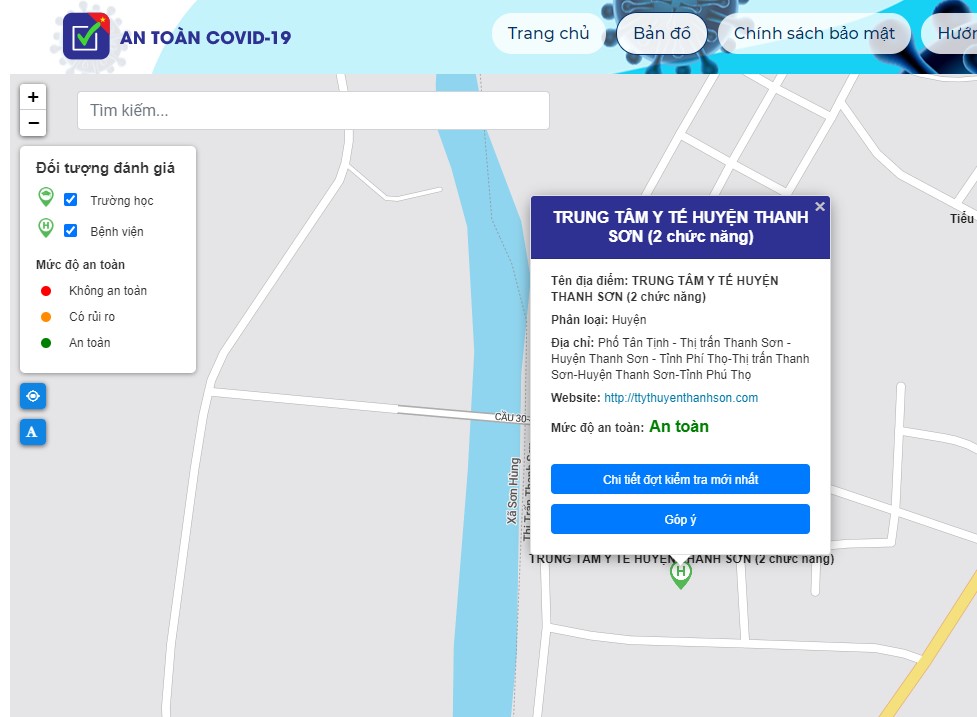 AN TOÀN COVID-19
Trang chủ
Bản đồ
Chính sách bảo mật
+
Tìm kiếm...
−
Đối tượng đánh giá
Trường học
H
Bệnh viện
Mức độ an toàn
Không an toàn
Có rủi ro
An toàn
A
Tiểu
×
TRUNG TÂM Y TẾ HUYỆN THANH
SƠN (2 chức năng)
Tên địa điểm: TRUNG TÂM Y TẾ HUYỆN
THANH SƠN (2 chức năng)
Phân loại: Huyện
Địa chỉ: Phố Tân Tịnh - Thị trấn Thanh Sơn -
Huyện Thanh Sơn - Tỉnh Phí Thọ-Thị trấn Thanh
Sơn-Huyện Thanh Sơn-Tỉnh Phú Thọ
Website: http://ttythuyenthanhson.com
Mức độ an toàn: An toàn
Chi tiết đợt kiểm tra mới nhất
Góp ý
CẦU 30-
Xã Sơn Hùng
TRUNG TÂM Y TẾ HUYỆN THANH SƠN (2 chức năng)
H